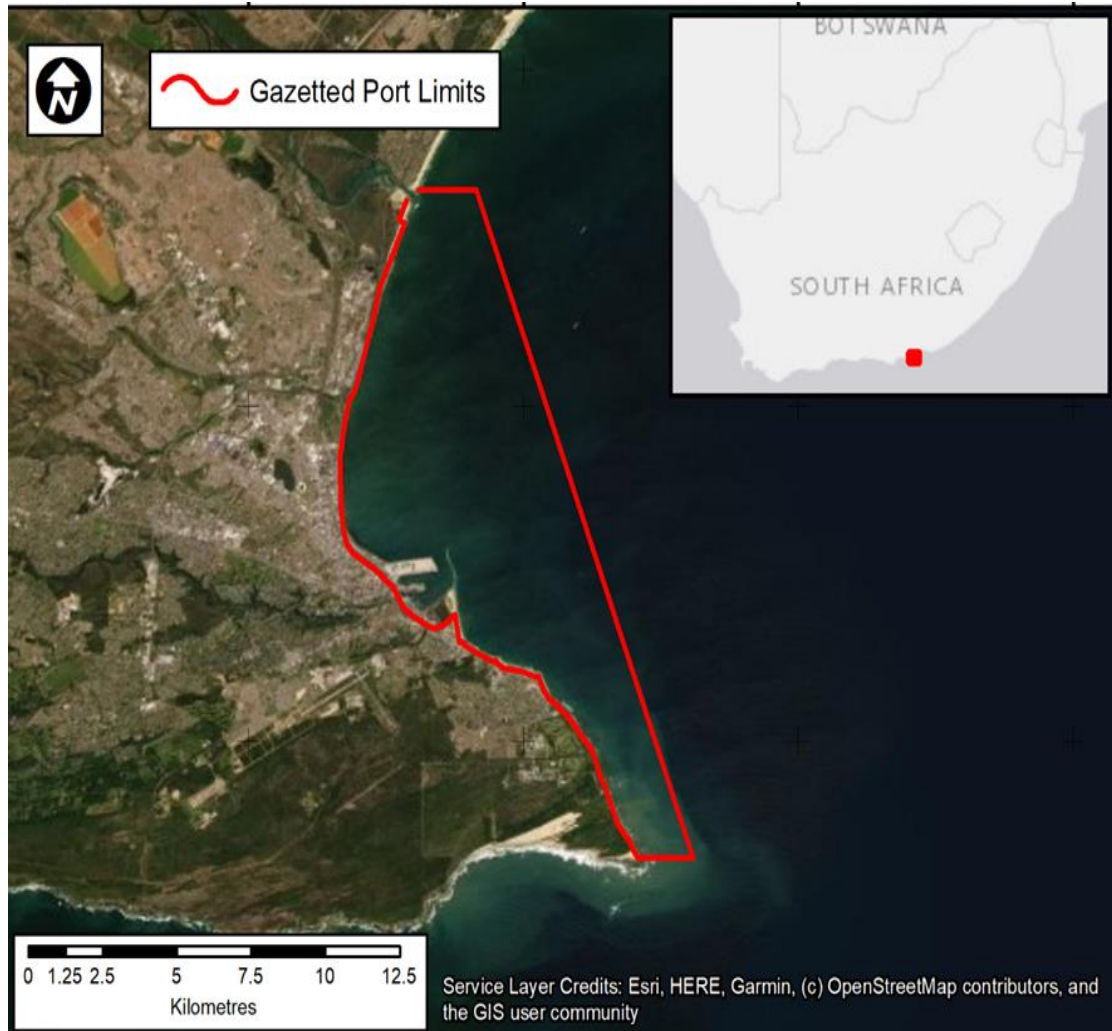 N
Gazetted Port Limits
BOTSWANA
SOUTH AFRICA
0 1.25 2.5 5 7.5 10 12.5
Kilometres
Service Layer Credits: Esri, HERE, Garmin, (c) OpenStreetMap contributors, and
the GIS user community